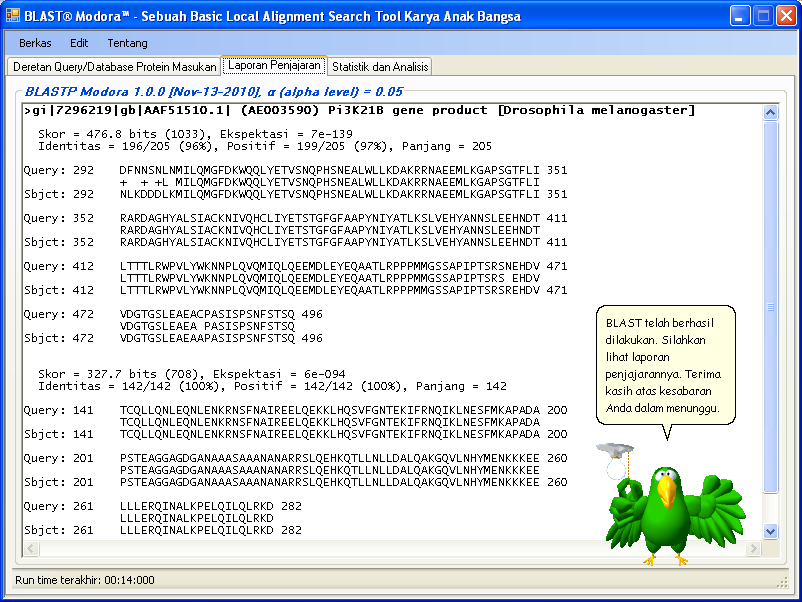 BLAST® Modora™ - Sebuah Basic Local Alignment Search Tool Karya Anak Bangsa
Berkas Edit Tentang
Deretan Query/Database Protein Masukan Laporan Penjajaran Statistik dan Analisis
BLASTP Modora 1.0.0 [Nov-13-2010], α (alpha level) = 0.05
>gi|7296219|gb|AAF51510.1| (AE003590) Pi3K21B gene product [Drosophila melanogaster]
Skor = 476.8 bits (1033), Ekspektasi = 7e-139
Identitas = 196/205 (96%), Positif = 199/205 (97%), Panjang = 205
Query: 292 DFNNSNLNMILQMGFDKWQQLYETVSNQPHSNEALWLLKDAKRRNAEEMLKGAPSGTFLI 351
+ + +L MILQMGFDKWQQLYETVSNQPHSNEALWLLKDAKRRNAEEMLKGAPSGTFLI
Sbjct: 292 NLKDDDLKMILQMGFDKWQQLYETVSNQPHSNEALWLLKDAKRRNAEEMLKGAPSGTFLI 351
Query: 352 RARDAGHYALSIACKNIVQHCLIYETSTGFGFAAPYNIYATLKSLVEHYANNSLEEHNDT 411
RARDAGHYALSIACKNIVQHCLIYETSTGFGFAAPYNIYATLKSLVEHYANNSLEEHNDT
Sbjct: 352 RARDAGHYALSIACKNIVQHCLIYETSTGFGFAAPYNIYATLKSLVEHYANNSLEEHNDT 411
Query: 412 LTTTLRWPVLYWKNNPLQVQMIQLQEEMDLEYEQAATLRPPPMMGSSAPIPTSRSNEHDV 471
LTTTLRWPVLYWKNNPLQVQMIQLQEEMDLEYEQAATLRPPPMMGSSAPIPTSRS EHDV
Sbjct: 412 LTTTLRWPVLYWKNNPLQVQMIQLQEEMDLEYEQAATLRPPPMMGSSAPIPTSRSREHDV 471
Query: 472 VDGTGSLEAEACPASISPSNFSTSQ 496
VDGTGSLEAEA PASISPSNFSTSQ
Sbjct: 472 VDGTGSLEAEAAPASISPSNFSTSQ 496
Skor = 327.7 bits (708), Ekspektasi = 6e-094
Identitas = 142/142 (100%), Positif = 142/142 (100%), Panjang = 142
Query: 141 TCQLLQNLEQNLENKRNSFNAIREELQEKKLHQSVFGNTEKIFRNQIKLNESFMKAPADA 200
TCQLLQNLEQNLENKRNSFNAIREELQEKKLHQSVFGNTEKIFRNQIKLNESFMKAPADA
Sbjct: 141 TCQLLQNLEQNLENKRNSFNAIREELQEKKLHQSVFGNTEKIFRNQIKLNESFMKAPADA 200
Query: 201 PSTEAGGAGDGANAAASAAANANARRSLQEHKQTLLNLLDALQAKGQVLNHYMENKKKEE 260
PSTEAGGAGDGANAAASAAANANARRSLQEHKQTLLNLLDALQAKGQVLNHYMENKKKEE
Sbjct: 201 PSTEAGGAGDGANAAASAAANANARRSLQEHKQTLLNLLDALQAKGQVLNHYMENKKKEE 260
Query: 261 LLLERQINALKPELQILQLRKD 282
LLLERQINALKPELQILQLRKD
Sbjct: 261 LLLERQINALKPELQILQLRKD 282
BLAST telah berhasil
dilakukan. Silahkan
lihat laporan
penjajarannya. Terima
kasih atas kesabaran
Anda dalam menunggu.
Run time terakhir: 00:14:000